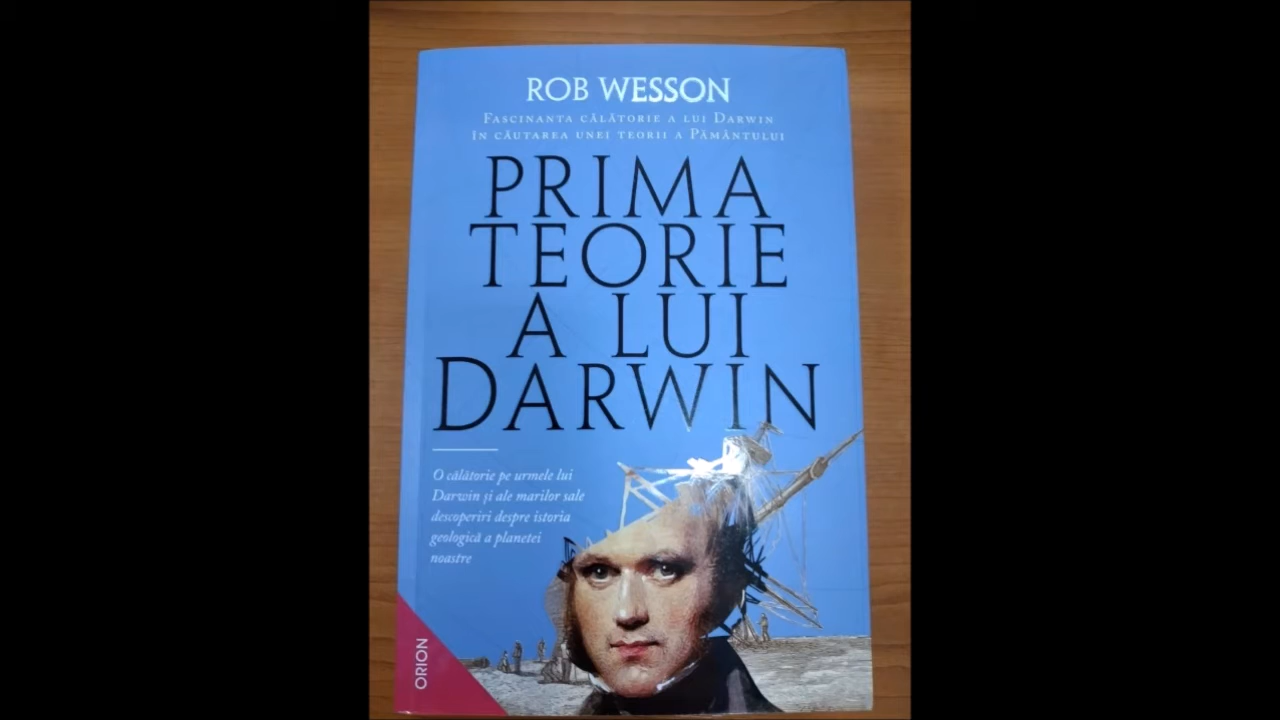 ROB WESSON
FASCINANTA CĂLĂTORIE A LUI DARWIN
ÎN CĂUTAREA UNEI TEORII A PĂMÂNTULUI
PRIMA
TEORIE
A LUI
DARWIN
O călătorie pe urmele lui
Darwin și ale marilor sale
descoperiri despre istoria
geologică a planetei
noastre
ORION